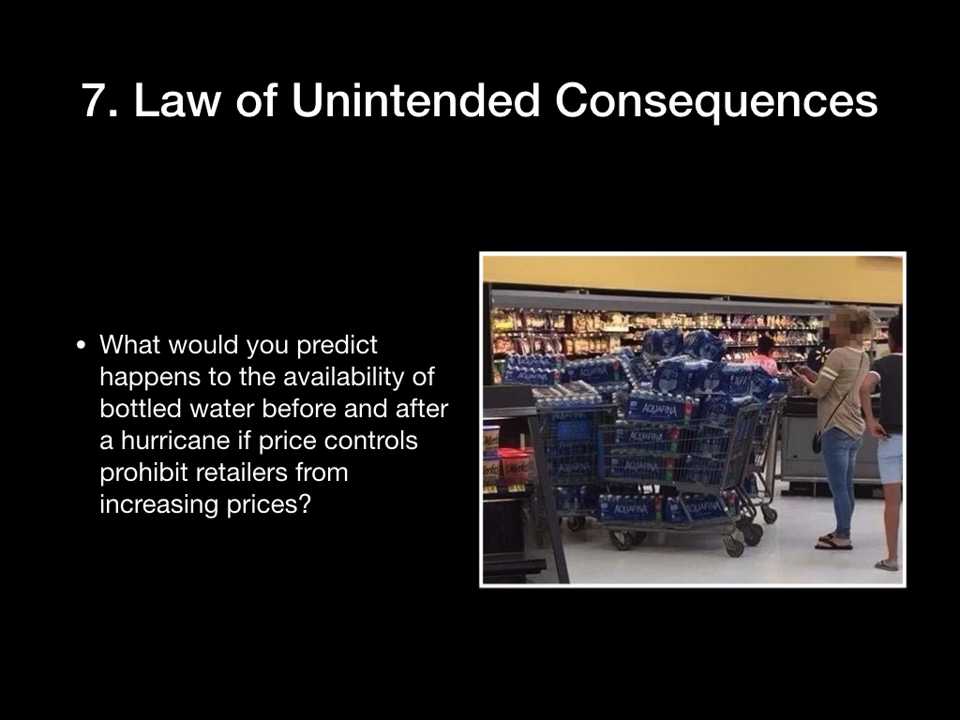 7. Law of Unintended Consequences
• What would you predict
happens to the availability of
bottled water before and after
a hurricane if price controls
prohibit retailers from
increasing prices?
AQUAFINA
AQUAFINA
AQUAFINA
AQUAFINA
AQUAFINA